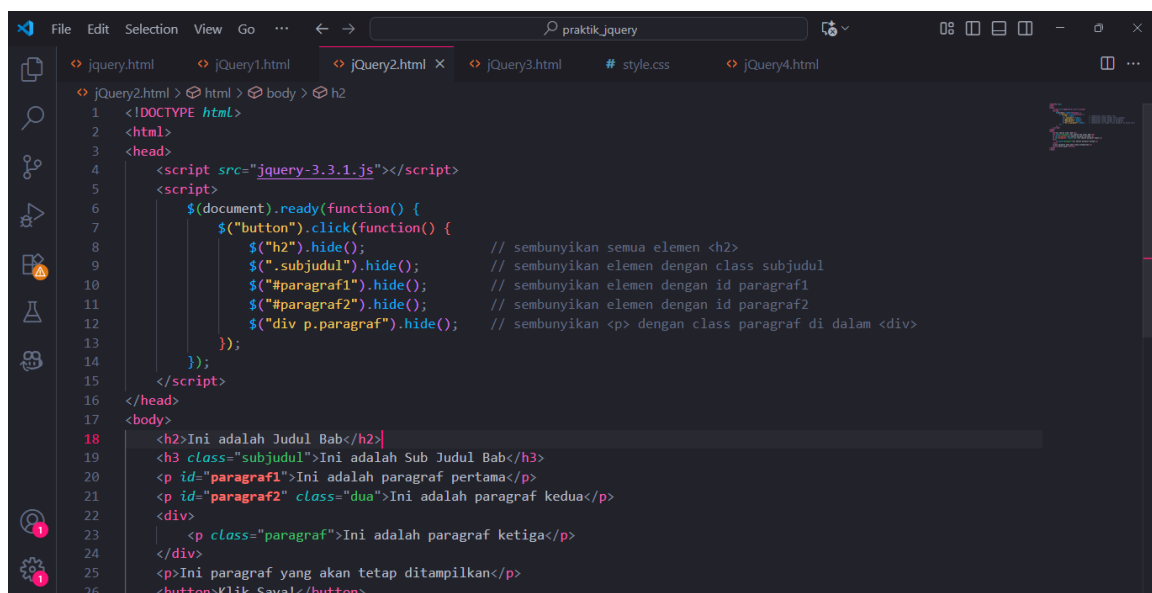 File Edit Selection View Go ··· praktik_jquery
jquery.html jQuery1.html jQuery2.html jQuery3.html # style.css jQuery4.html
jQuery2.html > html > body > h2
1 <!DOCTYPE html>
2 <html>
3 <head>
4 <script src="jquery-3.3.1.js"></script>
5 <script>
6 $(document).ready(function() {
7 $("button").click(function() {
8 $("h2").hide(); // sembunyikan semua elemen <h2>
9 $(".subjudul").hide(); // sembunyikan elemen dengan class subjudul
10 $("#paragraf1").hide(); // sembunyikan elemen dengan id paragraf1
11 $("#paragraf2").hide(); // sembunyikan elemen dengan id paragraf2
12 $("div p.paragraf").hide(); // sembunyikan <p> dengan class paragraf di dalam <div>
13 });
14 });
15 </script>
16 </head>
17 <body>
18 <h2>Ini adalah Judul Bab</h2>
19 <h3 class="subjudul">Ini adalah Sub Judul Bab</h3>
20 <p id="paragraf1">Ini adalah paragraf pertama</p>
21 <p id="paragraf2" class="dua">Ini adalah paragraf kedua</p>
22 <div>
23 <p class="paragraf">Ini adalah paragraf ketiga</p>
24 </div>
25 <p>Ini paragraf yang akan tetap ditampilkan</p>
26 <button>Klik Saya!</button>
1
1